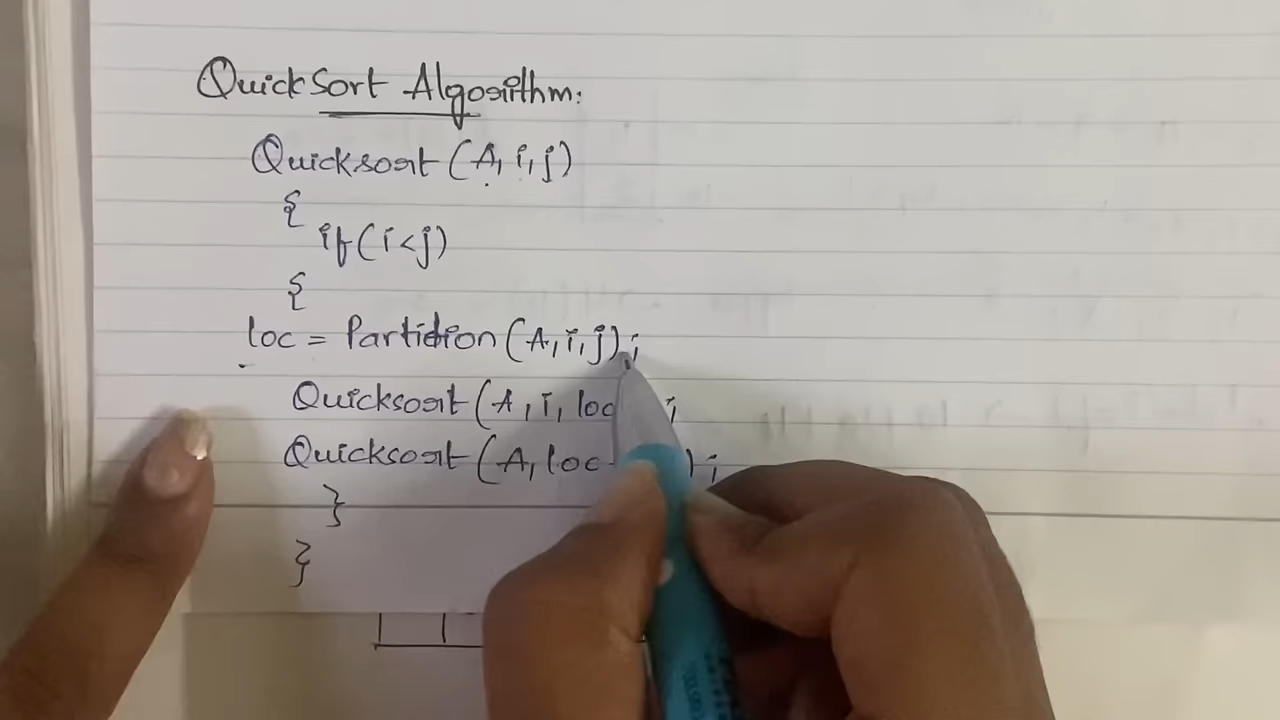 QuickSort Algorithm:
Quicksort (A, i, j)
{
if (i < j)
{
loc = Partition (A, i, j);
Quicksort (A, i, loc ;
Quicksort (A, loc );
}
}